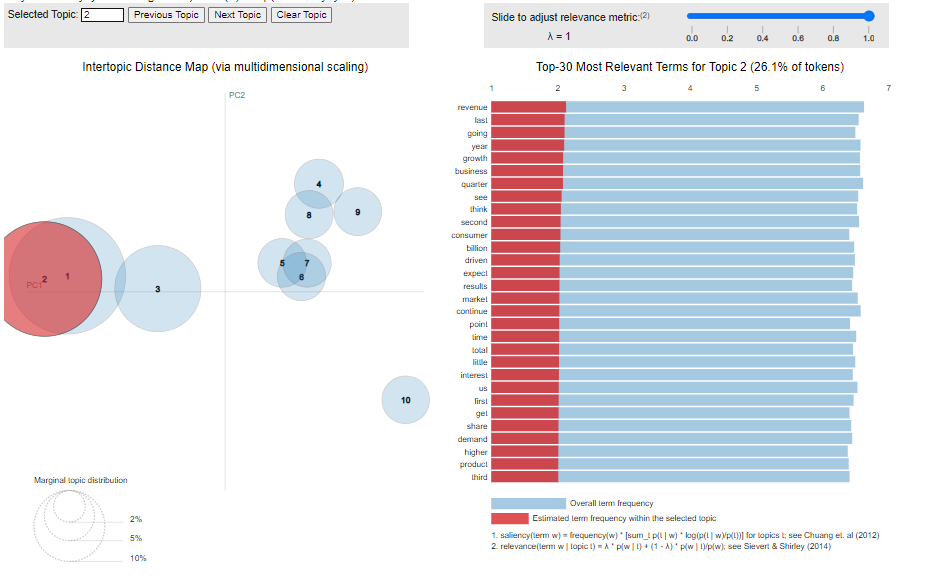 Selected Topic: 2 Previous Topic Next Topic Clear Topic
Slide to adjust relevance metric:(2)
λ = 1
0.0 0.2 0.4 0.6 0.8 1.0
Intertopic Distance Map (via multidimensional scaling)
PC2
PC1
4
8
9
5
7
6
2
1
3
10
Marginal topic distribution
2%
5%
10%
Top-30 Most Relevant Terms for Topic 2 (26.1% of tokens)
1 2 3 4 5 6 7
revenue
last
going
year
growth
business
quarter
see
think
second
consumer
billion
driven
expect
results
market
continue
point
time
total
little
interest
us
first
get
share
demand
higher
product
third
Overall term frequency
Estimated term frequency within the selected topic
1. saliency(term w) = frequency(w) * [sum_t p(t | w) * log(p(t | w)/p(t))] for topics t; see Chuang et. al (2012)
2. relevance(term w | topic t) = λ * p(w | t) + (1 - λ) * p(w | t)/p(w); see Sievert & Shirley (2014)